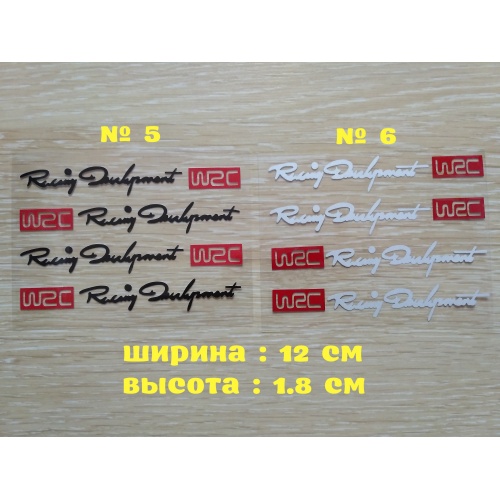 № 5
№ 6
Racing Development WRC
WRC Racing Development
Racing Development WRC
WRC Racing Development
Racing Development WRC
Racing Development WRC
WRC Racing Development
WRC Racing Development
ширина : 12 см
высота : 1.8 см